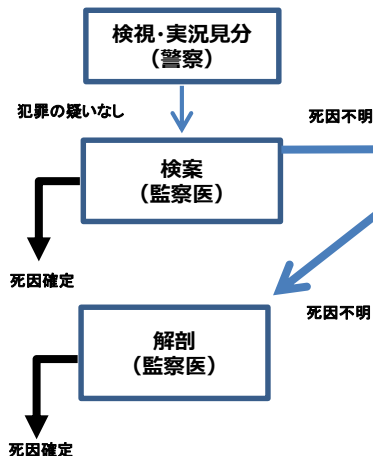 検視・実況見分
（警察）
犯罪の疑いなし
死因不明
検案
（監察医）
死因確定
死因不明
解剖
（監察医）
死因確定